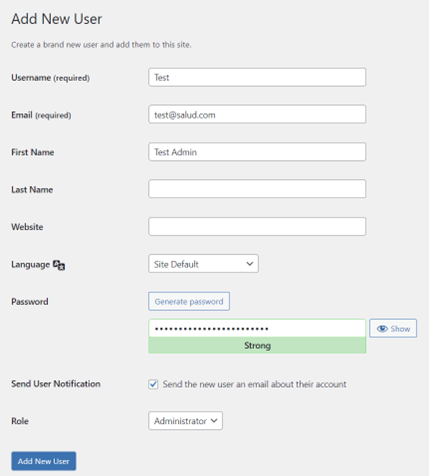 Add New User
Create a brand new user and add them to this site.
Username (required) Test
Email (required) test@salud.com
First Name Test Admin
Last Name
Website
Language Site Default
Password Generate password
•••••••••••••••••••••••• Show
Strong
Send User Notification Send the new user an email about their account
Role Administrator
Add New User